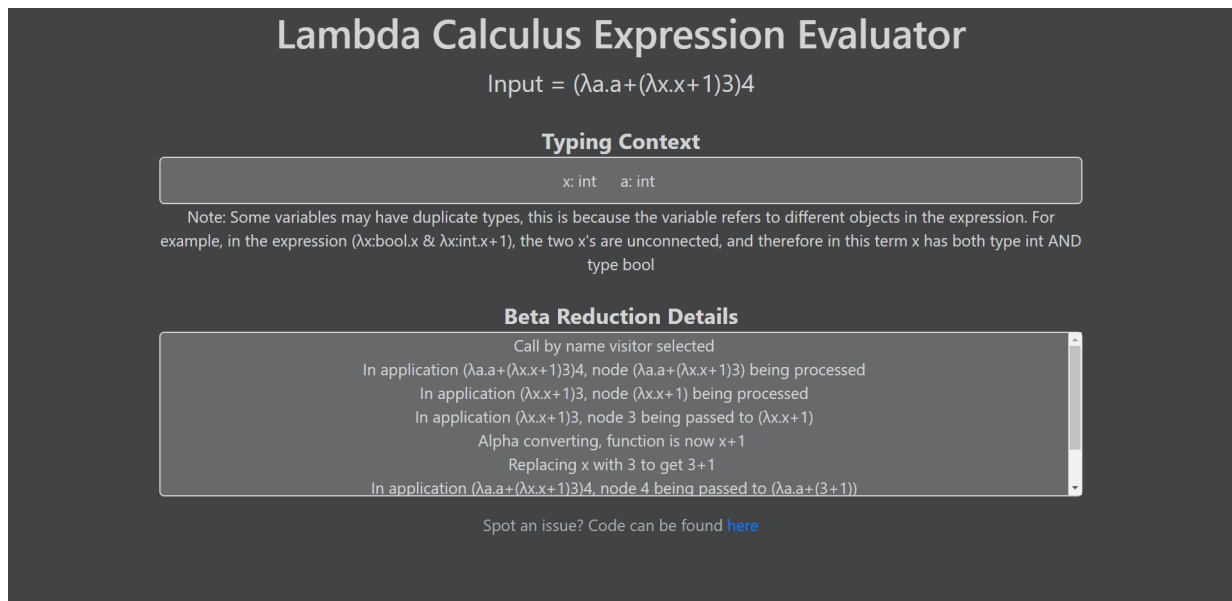 Lambda Calculus Expression Evaluator
Input = (λa.a+(λx.x+1)3)4
Typing Context
x: int a: int
Note: Some variables may have duplicate types, this is because the variable refers to different objects in the expression. For
example, in the expression (λx:bool.x & λx:int.x+1), the two x's are unconnected, and therefore in this term x has both type int AND
type bool
Beta Reduction Details
Call by name visitor selected
In application (λa.a+(λx.x+1)3)4, node (λa.a+(λx.x+1)3) being processed
In application (λx.x+1)3, node (λx.x+1) being processed
In application (λx.x+1)3, node 3 being passed to (λx.x+1)
Alpha converting, function is now x+1
Replacing x with 3 to get 3+1
In application (λa.a+(λx.x+1)3)4, node 4 being passed to (λa.a+(3+1))
Spot an issue? Code can be found here